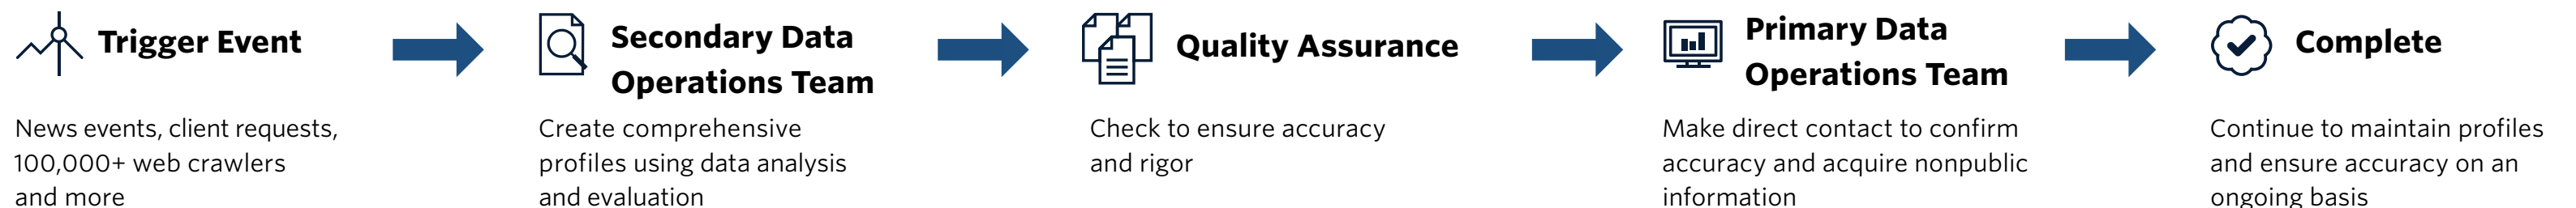 Trigger Event
News events, client requests,
100,000+ web crawlers
and more
Secondary Data
Operations Team
Create comprehensive
profiles using data analysis
and evaluation
Quality Assurance
Check to ensure accuracy
and rigor
Primary Data
Operations Team
Make direct contact to confirm
accuracy and acquire nonpublic
information
Complete
Continue to maintain profiles
and ensure accuracy on an
ongoing basis